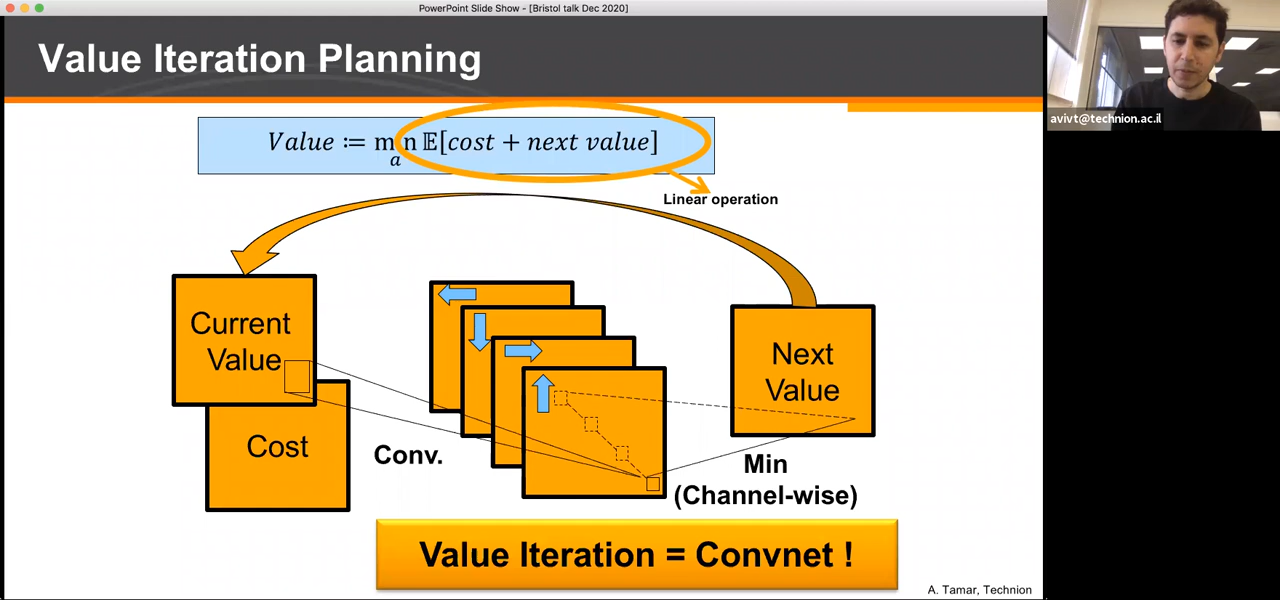 PowerPoint Slide Show - [Bristol talk Dec 2020]
Value Iteration Planning
avivt@technion.ac.il
𝑉𝑎𝑙𝑢𝑒 ≔ min 𝔼[𝑐𝑜𝑠𝑡 + 𝑛𝑒𝑥𝑡 𝑣𝑎𝑙𝑢𝑒]
𝑎
Linear operation
Current
Value
Cost
Conv.
Next
Value
Min
(Channel-wise)
Value Iteration = Convnet !
A. Tamar, Technion